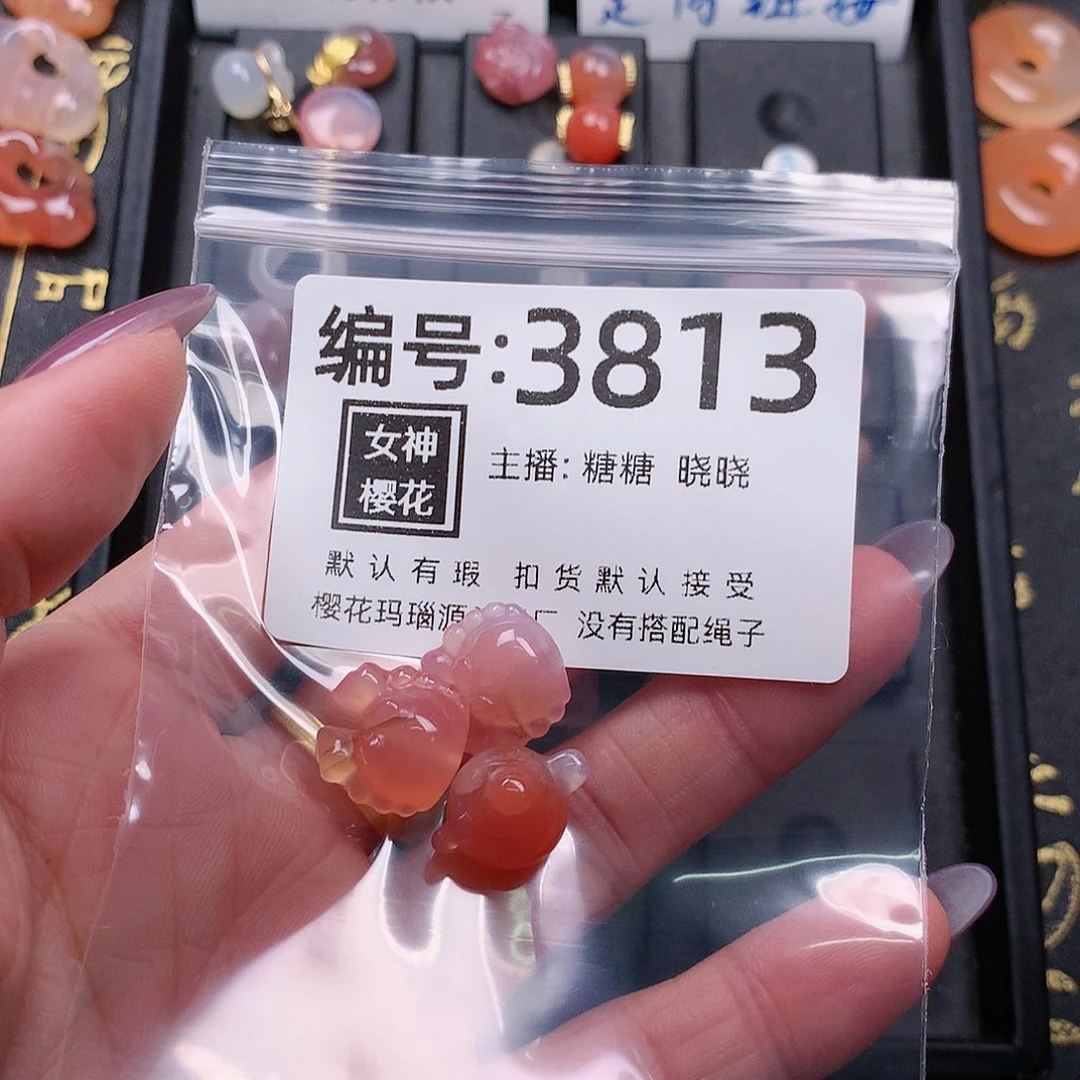 编号:3813
女神
樱花
主播: 糖糖 晓晓
默认有瑕 扣货默认接受
樱花玛瑙源 厂 没有搭配绳子